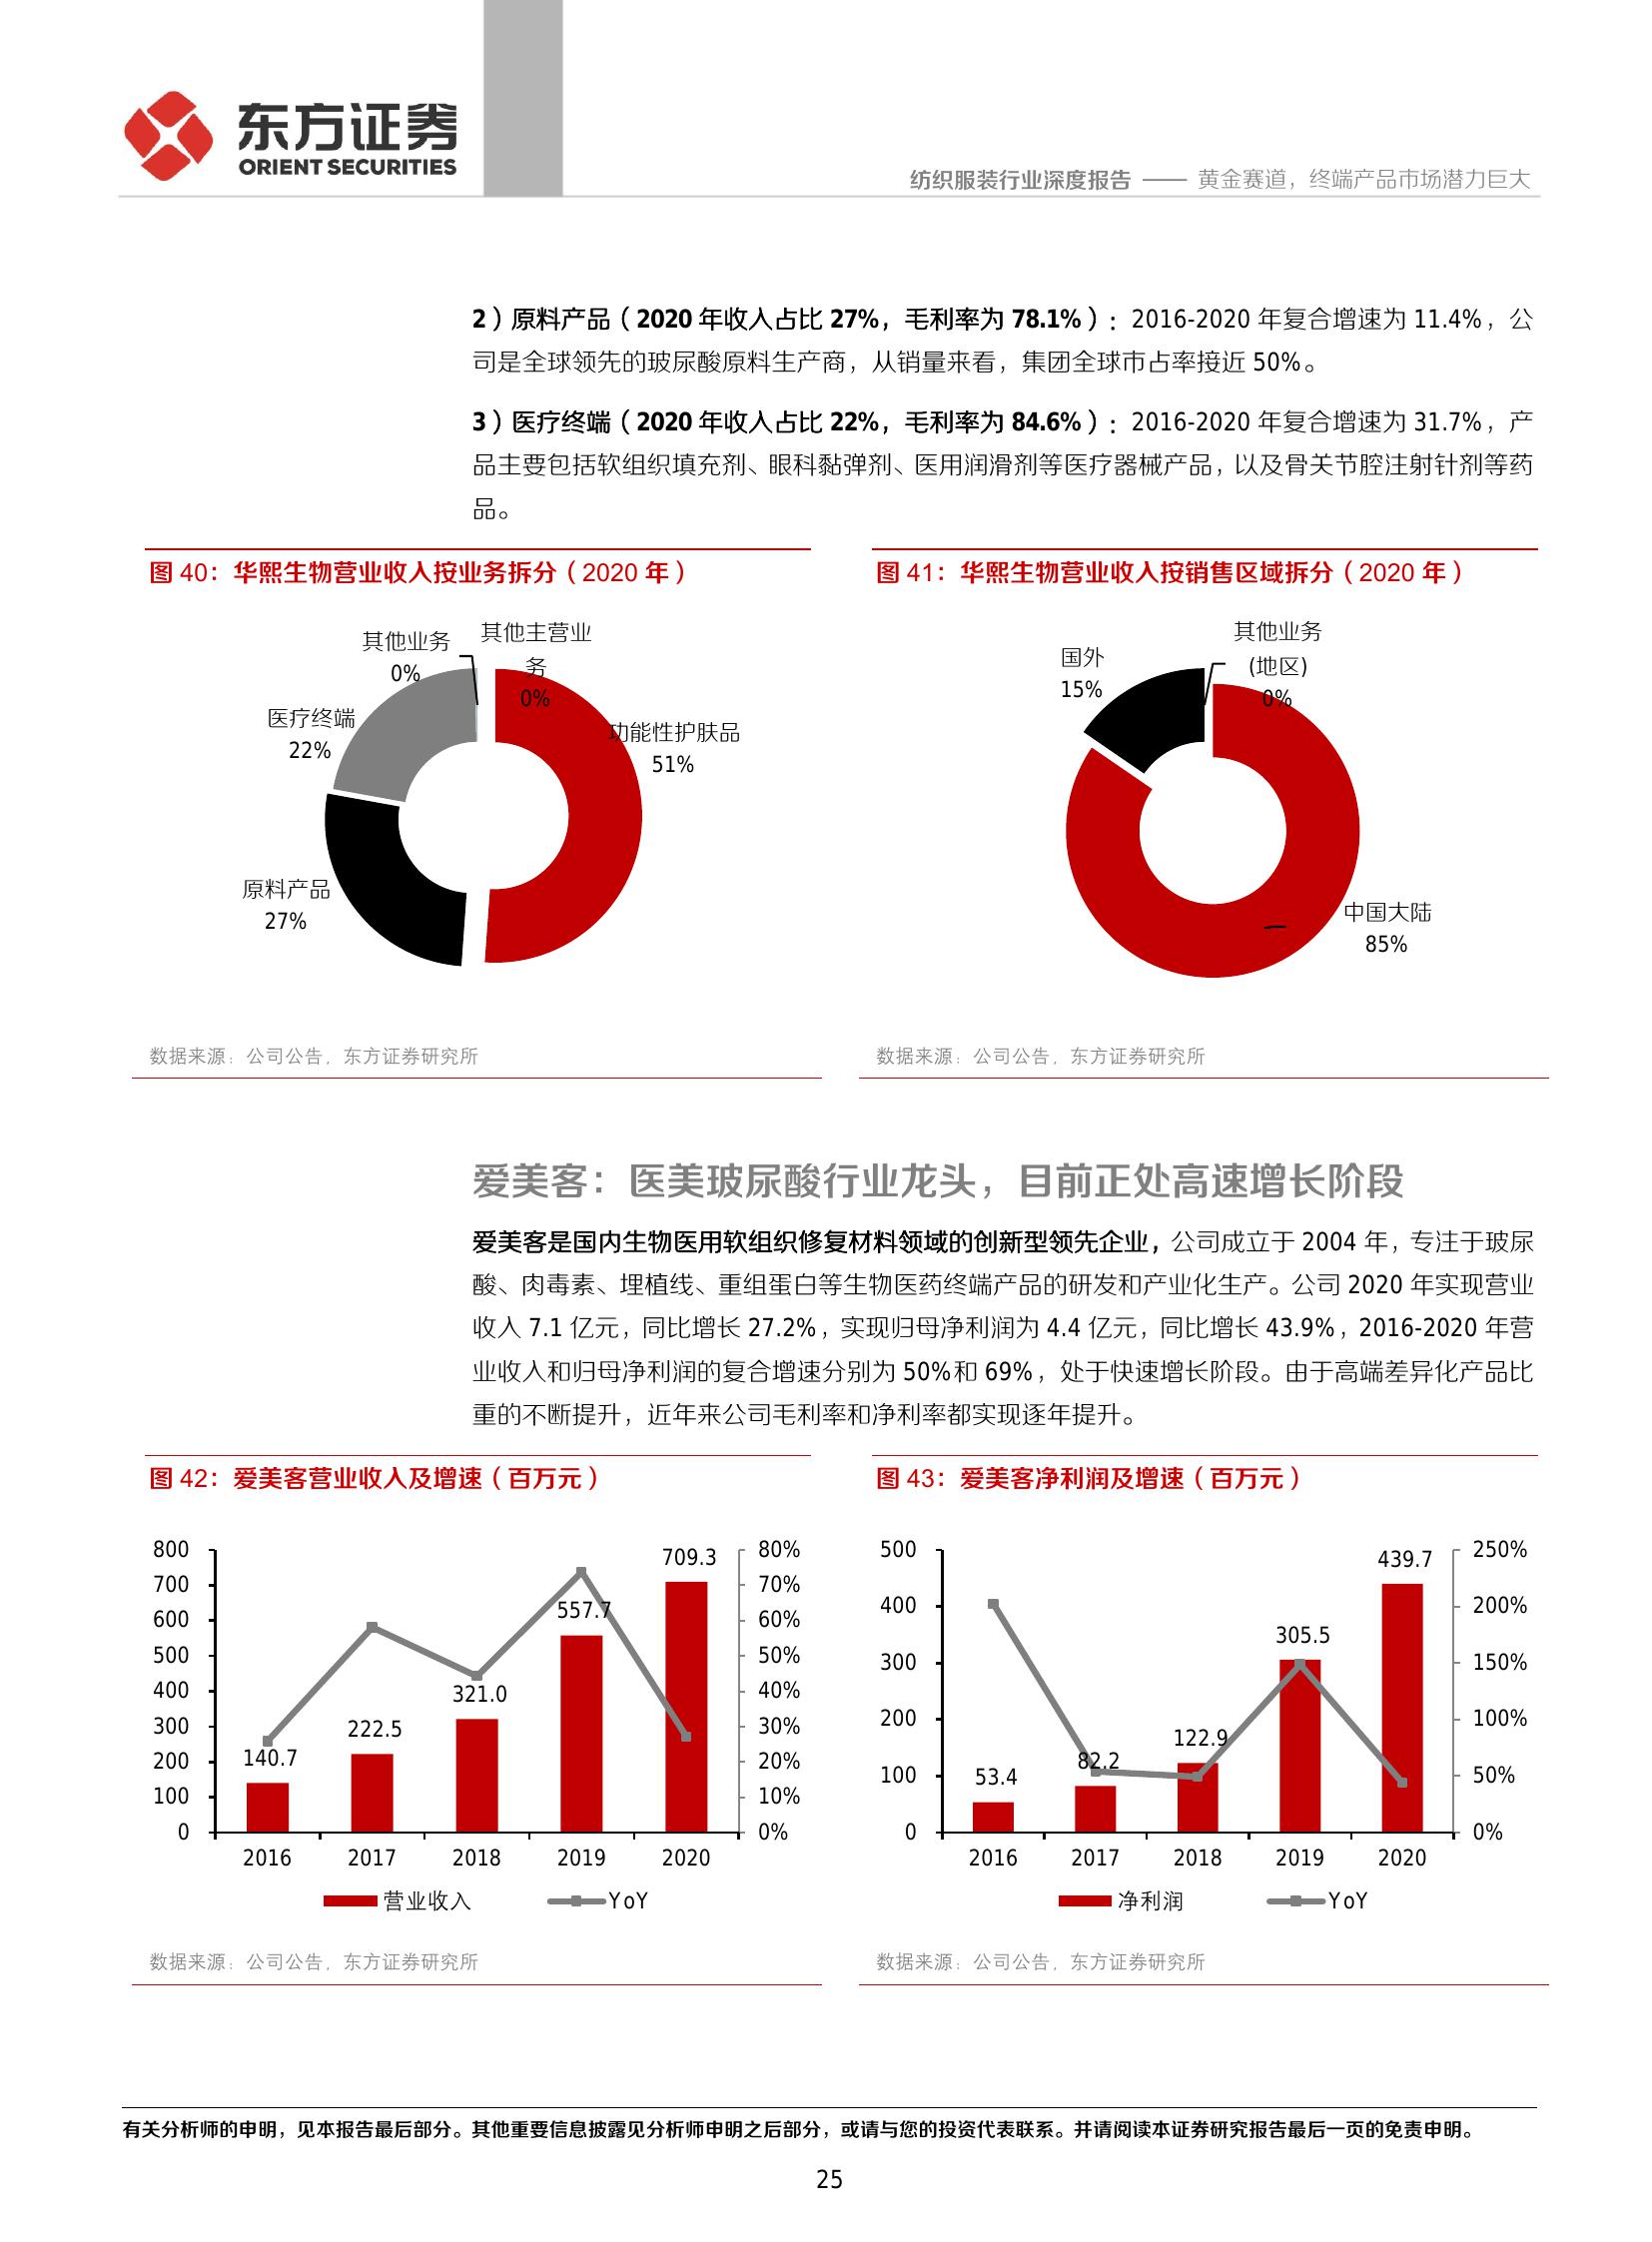 东方证券
ORIENT SECURITIES
纺织服装行业深度报告 —— 黄金赛道，终端产品市场潜力巨大
2）原料产品（2020 年收入占比 27%，毛利率为 78.1%）：2016-2020 年复合增速为 11.4%，公
司是全球领先的玻尿酸原料生产商，从销量来看，集团全球市占率接近 50%。
3）医疗终端（2020 年收入占比 22%，毛利率为 84.6%）：2016-2020 年复合增速为 31.7%，产
品主要包括软组织填充剂、眼科黏弹剂、医用润滑剂等医疗器械产品，以及骨关节腔注射针剂等药
品。
图 40：华熙生物营业收入按业务拆分（2020 年）
其他业务
0%
其他主营业
务
0%
功能性护肤品
51%
医疗终端
22%
原料产品
27%
数据来源：公司公告，东方证券研究所
图 41：华熙生物营业收入按销售区域拆分（2020 年）
其他业务
(地区)
0%
国外
15%
中国大陆
85%
数据来源：公司公告，东方证券研究所
爱美客：医美玻尿酸行业龙头，目前正处高速增长阶段
爱美客是国内生物医用软组织修复材料领域的创新型领先企业，公司成立于 2004 年，专注于玻尿
酸、肉毒素、埋植线、重组蛋白等生物医药终端产品的研发和产业化生产。公司 2020 年实现营业
收入 7.1 亿元，同比增长 27.2%，实现归母净利润为 4.4 亿元，同比增长 43.9%，2016-2020 年营
业收入和归母净利润的复合增速分别为 50%和 69%，处于快速增长阶段。由于高端差异化产品比
重的不断提升，近年来公司毛利率和净利率都实现逐年提升。
图 42：爱美客营业收入及增速（百万元）
800
700
600
500
400
300
200
100
0
140.7
222.5
321.0
557.7
709.3
80%
70%
60%
50%
40%
30%
20%
10%
0%
2016 2017 2018 2019 2020
营业收入 YoY
数据来源：公司公告，东方证券研究所
图 43：爱美客净利润及增速（百万元）
500
400
300
200
100
0
53.4
82.2
122.9
305.5
439.7
250%
200%
150%
100%
50%
0%
2016 2017 2018 2019 2020
净利润 YoY
数据来源：公司公告，东方证券研究所
有关分析师的申明，见本报告最后部分。其他重要信息披露见分析师申明之后部分，或请与您的投资代表联系。并请阅读本证券研究报告最后一页的免责申明。
25